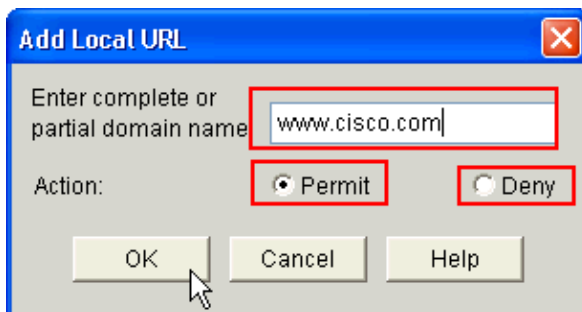 Add Local URL
Enter complete or
partial domain name
www.cisco.com
Action:
Permit
Deny
OK
Cancel
Help